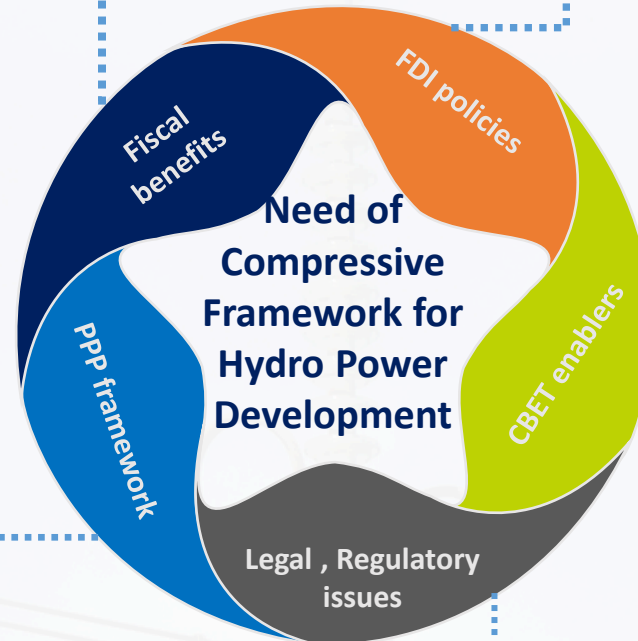 Fiscal
benefits
FDI policies
Need of
Compressive
Framework for
Hydro Power
Development
CBET enablers
PPP framework
Legal , Regulatory
issues